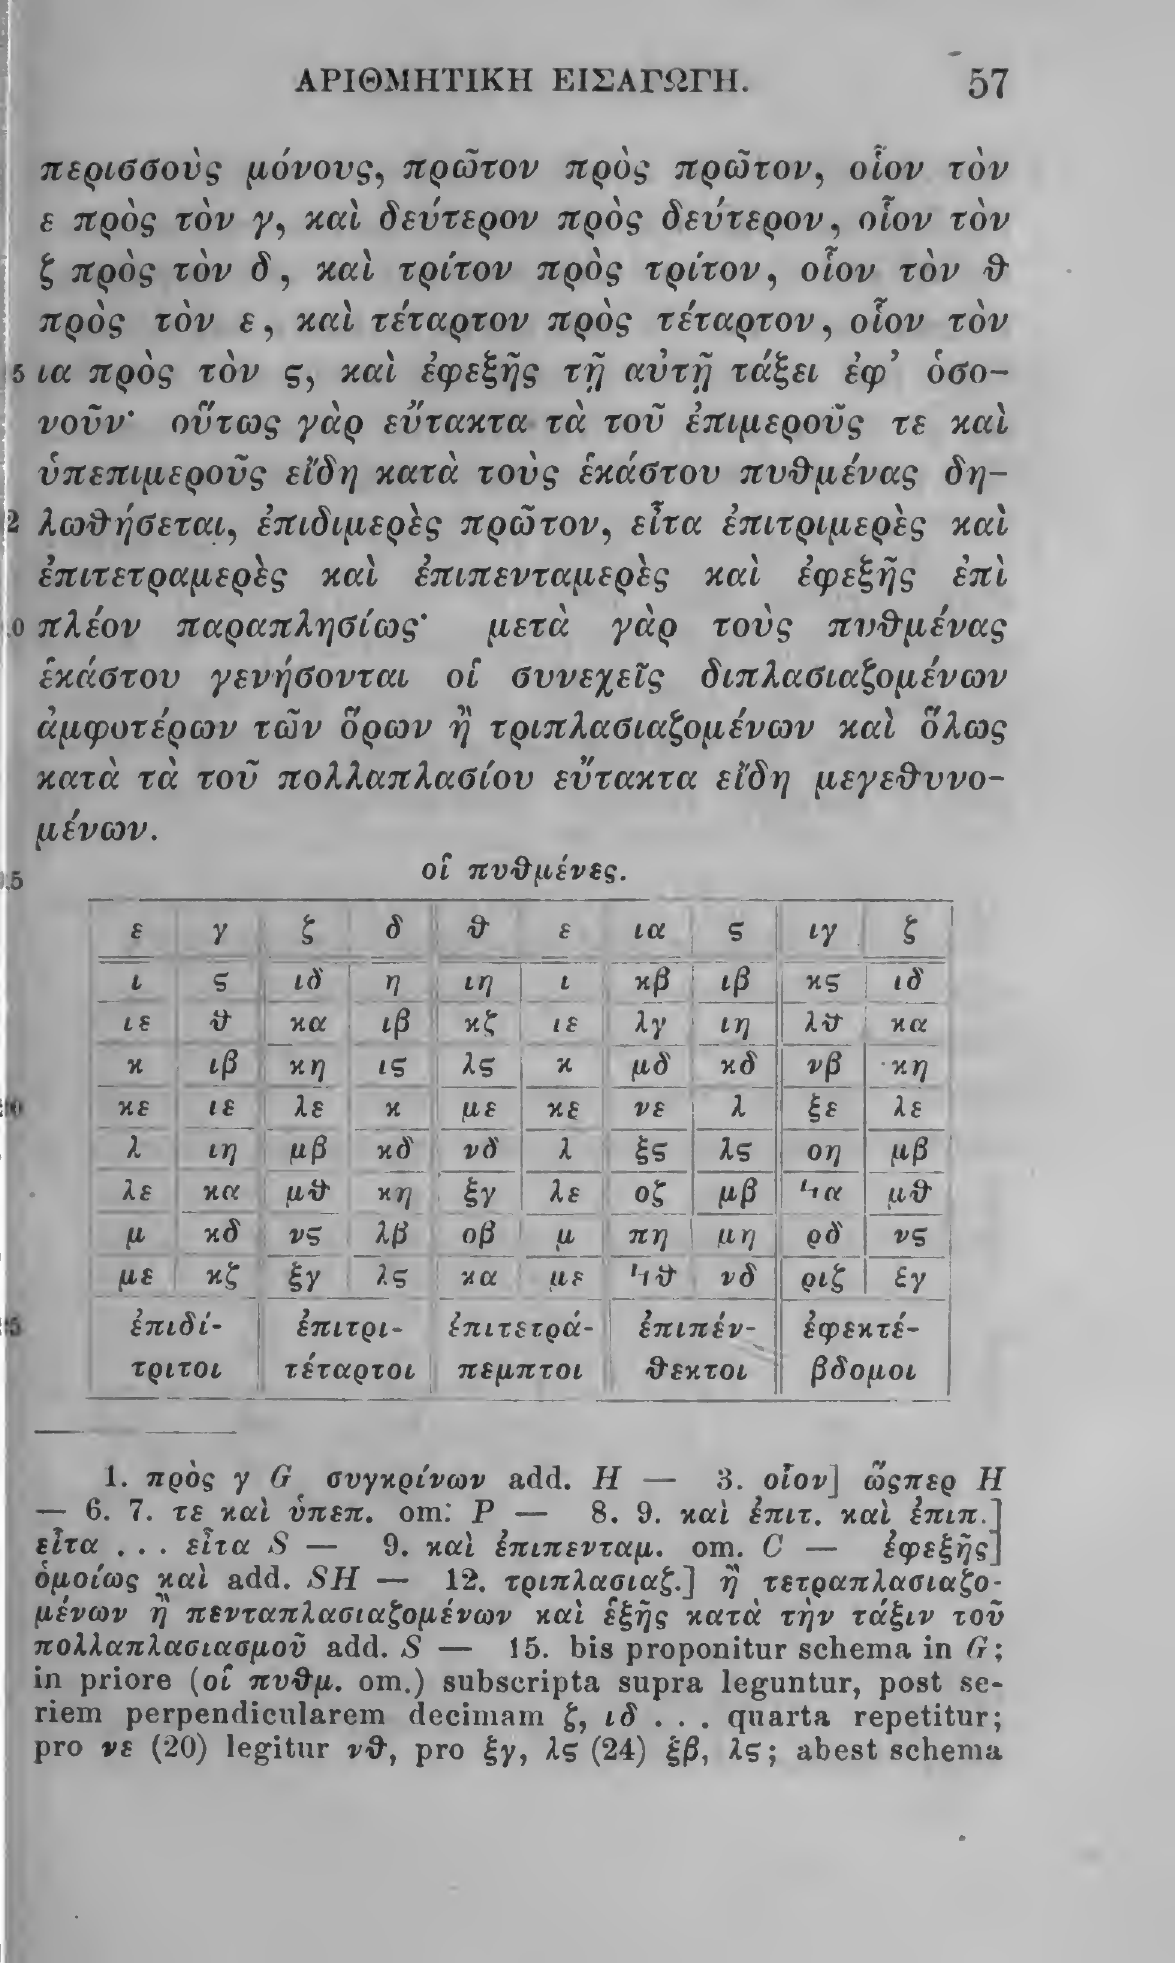 ΑΡΙΘΜΗΤΙΚΗ ΕΙΣΑΓΩΓΗ. 57
περισσοὺς μόνους, πρῶτον πρὸς πρῶτον, οἷον τὸν
ε πρὸς τὸν γ, καὶ δεύτερον πρὸς δεύτερον, οἷον τὸν
ζ πρὸς τὸν δ, καὶ τρίτον πρὸς τρίτον, οἷον τὸν ϑ
πρὸς τὸν ε, καὶ τέταρτον πρὸς τέταρτον, οἷον τὸν
5 ια πρὸς τὸν ς, καὶ ἐφεξῆς τῇ αὐτῇ τάξει ἐφ' ὁσο-
νοῦν· οὕτως γὰρ εὔτακτα τὰ τοῦ ἐπιμεροῦς τε καὶ
ὑπεπιμεροῦς εἴδη κατὰ τοὺς ἑκάστου πυϑμένας δη-
2 λωϑήσεται, ἐπιδιμερὲς πρῶτον, εἶτα ἐπιτριμερὲς καὶ
ἐπιτετραμερὲς καὶ ἐπιπενταμερὲς καὶ ἐφεξῆς ἐπὶ
πλέον παραπλησίως· μετὰ γὰρ τοὺς πυϑμένας
ἑκάστου γενήσονται οἱ συνεχεῖς διπλασιαζομένων
ἀμφοτέρων τῶν ὅρων ἢ τριπλασιαζομένων καὶ ὅλως
κατὰ τὰ τοῦ πολλαπλασίου εὔτακτα εἴδη μεγεϑυνο-
μένων.
οἱ πυϑμένες.
ε γ ζ δ ϑ ε ια ς ιγ ζ
ι ς ιδ η ιη ι κβ ιβ κς ιδ
ιε ϑ κα ιβ κζ ιε λγ ιη λϑ κα
κ ιβ κη ις λς κ μδ κδ νβ κη
κε ιε λε κ με κε νε λ ξε λε
λ ιη μβ κδ νδ λ ξς λς οη μβ
λε κα μϑ κη ξγ λε οζ μβ ϟα μϑ
μ κδ νς λβ οβ μ πη μη ρδ νς
με κζ ξγ λς κα με ϟϑ νδ ριζ ξγ
ἐπιδί- ἐπιτρι- ἐπιτετρά- ἐπιπέν- ἐφεκτέ-
τριτοι τέταρτοι πεμπτοι ϑεκτοι βδομοι
1. πρὸς γ G συγκρίνων add. H — 3. οἷον] ὥςπερ H
— 6. 7. τε καὶ ὑπεπ. om. P — 8. 9. καὶ ἐπιτ. καὶ ἐπιπ.]
εἶτα . . . εἶτα S — 9. καὶ ἐπιπενταμ. om. C — ἐφεξῆς]
ὁμοίως καὶ add. SH — 12. τριπλασιαζ.] ἢ τετραπλασιαζο-
μένων ἢ πενταπλασιαζομένων καὶ ἑξῆς κατὰ τὴν τάξιν τοῦ
πολλαπλασιασμοῦ add. S — 15. bis proponitur schema in G;
in priore (οἱ πυϑμ. om.) subscripta supra leguntur, post se-
riem perpendicularem decimam ζ, ιδ . . . quarta repetitur;
pro νε (20) legitur νϑ, pro ξγ, λς (24) ξβ, λς; abest schema